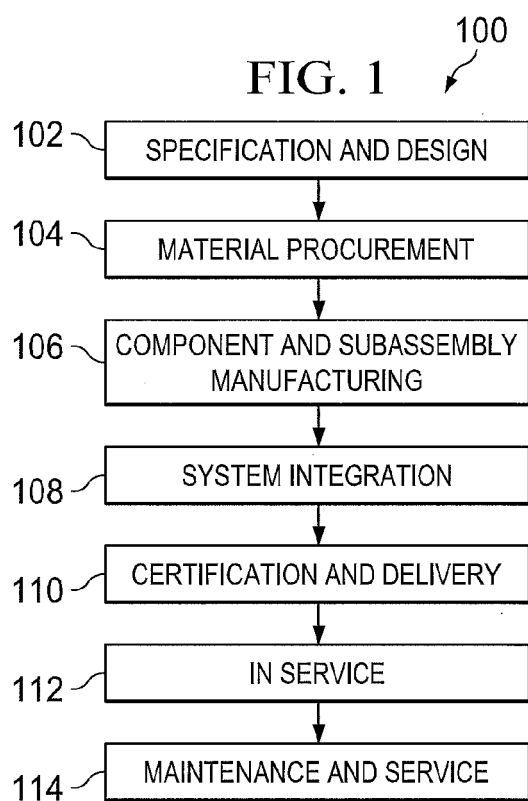 100
FIG. 1
102
SPECIFICATION AND DESIGN
104
MATERIAL PROCUREMENT
106
COMPONENT AND SUBASSEMBLY
MANUFACTURING
108
SYSTEM INTEGRATION
110
CERTIFICATION AND DELIVERY
112
IN SERVICE
114
MAINTENANCE AND SERVICE